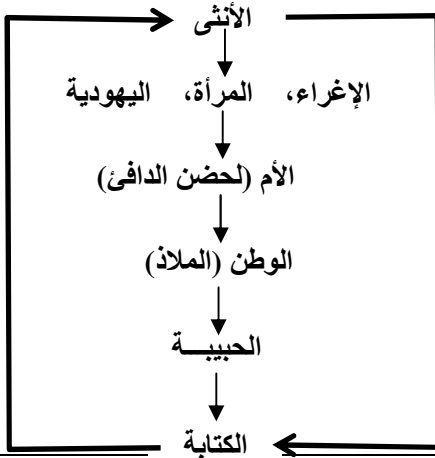 الأنثى
الإغراء، المرأة، اليهودية
الأم (لحضن الدافئ)
الوطن (الملاذ)
الحبيبـــة
الكتابة